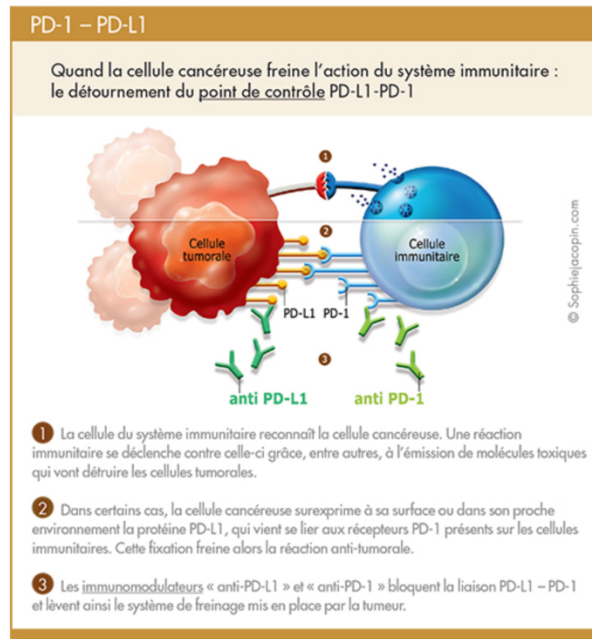 PD-1 – PD-L1
Quand la cellule cancéreuse freine l'action du système immunitaire :
le détournement du point de contrôle PD-L1-PD-1
1
2
Cellule
tumorale
Cellule
immunitaire
PD-L1
PD-1
3
anti PD-L1
anti PD-1
© Sophiejacopin.com
1 La cellule du système immunitaire reconnaît la cellule cancéreuse. Une réaction
immunitaire se déclenche contre celle-ci grâce, entre autres, à l'émission de molécules toxiques
qui vont détruire les cellules tumorales.
2 Dans certains cas, la cellule cancéreuse surexprime à sa surface ou dans son proche
environnement la protéine PD-L1, qui vient se lier aux récepteurs PD-1 présents sur les cellules
immunitaires. Cette fixation freine alors la réaction anti-tumorale.
3 Les immunomodulateurs « anti-PD-L1 » et « anti-PD-1 » bloquent la liaison PD-L1 – PD-1
et lèvent ainsi le système de freinage mis en place par la tumeur.